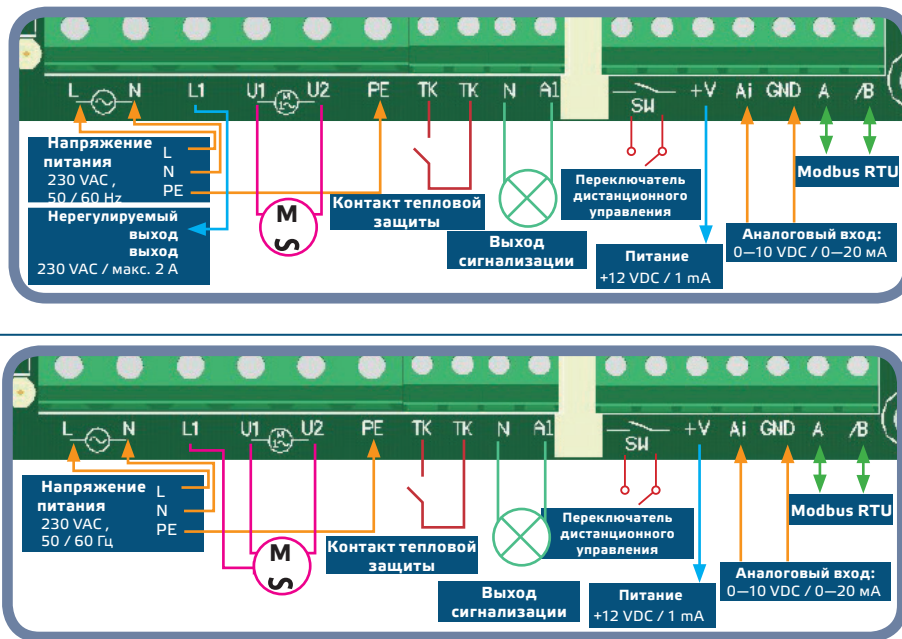 L N L1 U1 M 1~ U2 PE TK TK N A1 SW +V Ai GND A /B
Напряжение
питания
230 VAC ,
50 / 60 Hz
L
N
PE
Нерегулируемый
выход
выход
230 VAC / макс. 2 А
M
Контакт тепловой
защиты
Выход
сигнализации
Переключатель
дистанционного
управления
Питание
+12 VDC / 1 mA
Modbus RTU
Аналоговый вход:
0—10 VDC / 0—20 мА
L N L1 U1 M 1~ U2 PE TK TK N A1 SW +V Ai GND A /B
Напряжение
питания
230 VAC ,
50 / 60 Гц
L
N
PE
M
Контакт тепловой
защиты
Выход
сигнализации
Переключатель
дистанционного
управления
Питание
+12 VDC / 1 mA
Modbus RTU
Аналоговый вход:
0—10 VDC / 0—20 мА